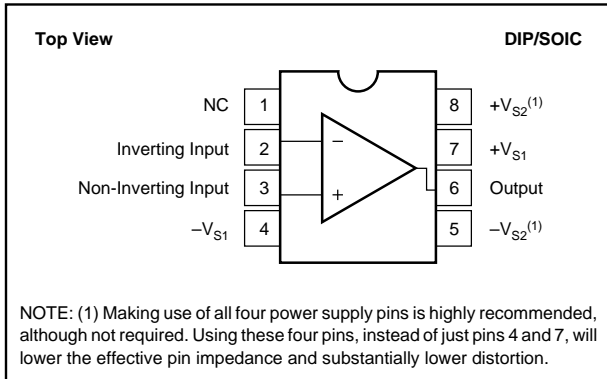 Top View
DIP/SOIC
NC 1 8 +VS2(1)
Inverting Input 2 – 7 +VS1
Non-Inverting Input 3 + 6 Output
–VS1 4 5 –VS2(1)
NOTE: (1) Making use of all four power supply pins is highly recommended,
although not required. Using these four pins, instead of just pins 4 and 7, will
lower the effective pin impedance and substantially lower distortion.